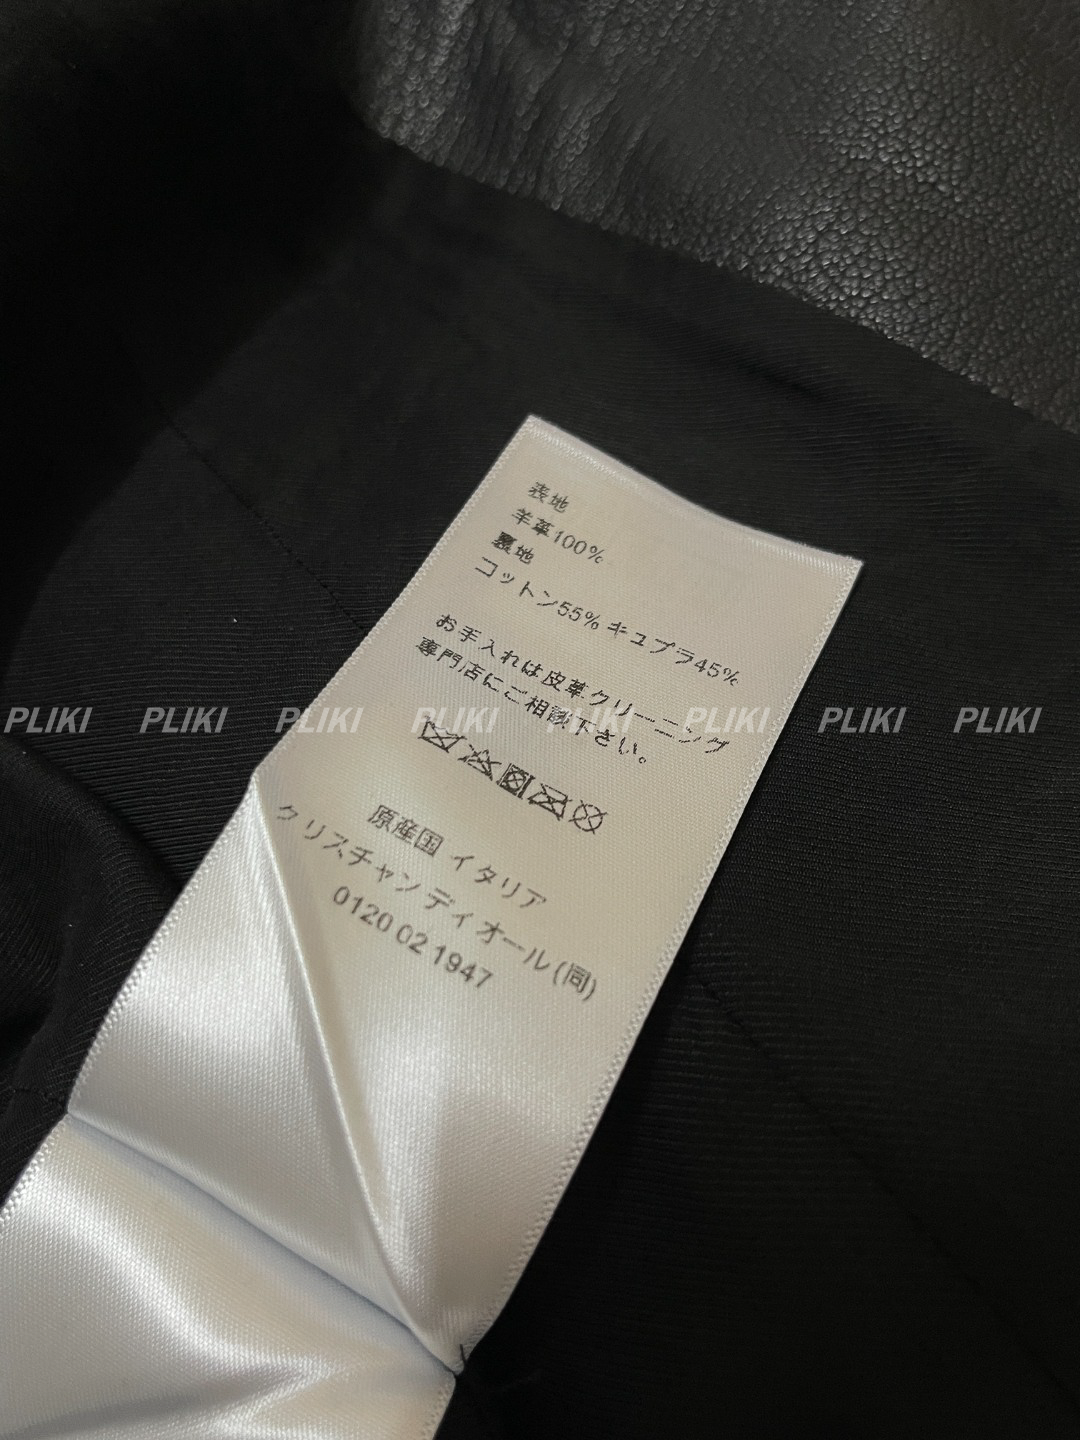 表地
羊革100%
裏地
コットン55% キュプラ45%
お手入れは皮革クリーニング
専門店にご相談下さい。
PLIKI PLIKI PLIKI PLIKI PLIKI PLIKI PLIKI PLIKI
原産国 イタリア
クリスチャン ディオール(同)
0120 02 1947